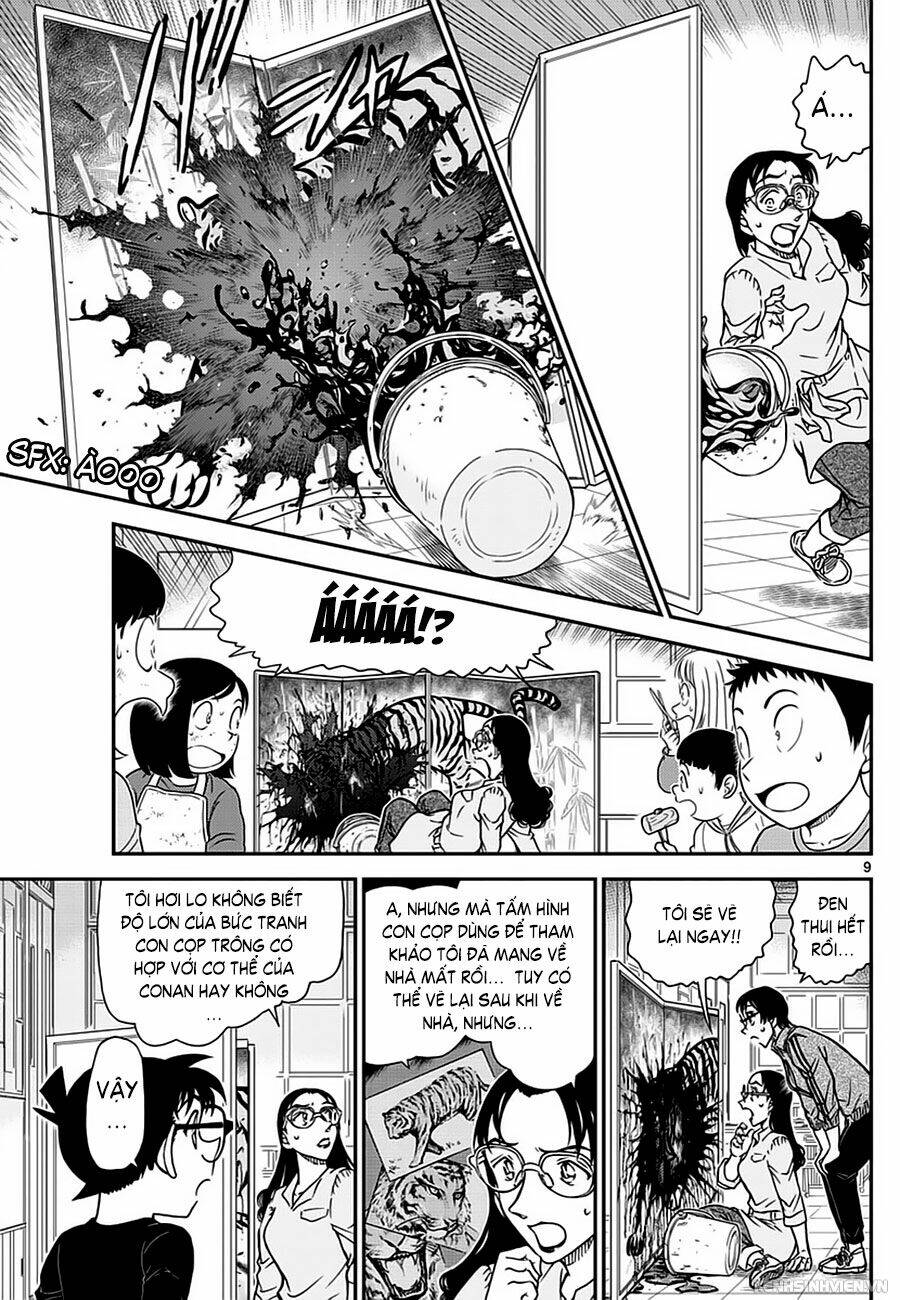 Á...
SFX: ÀOOO
ÁÁÁÁÁ!?
9
ĐEN
THUI HẾT
RỒI...
TÔI SẼ VẼ
LẠI NGAY!!
A, NHƯNG MÀ TẤM HÌNH
CON CỌP DÙNG ĐỂ THAM
KHẢO TÔI ĐÃ MANG VỀ
NHÀ MẤT RỒI... TUY CÓ
THỂ VẼ LẠI SAU KHI VỀ
NHÀ, NHƯNG...
TÔI HƠI LO KHÔNG BIẾT
ĐỘ LỚN CỦA BỨC TRANH
CON CỌP TRÔNG CÓ
HỢP VỚI CƠ THỂ CỦA
CONAN HAY KHÔNG
...
VẬY
...